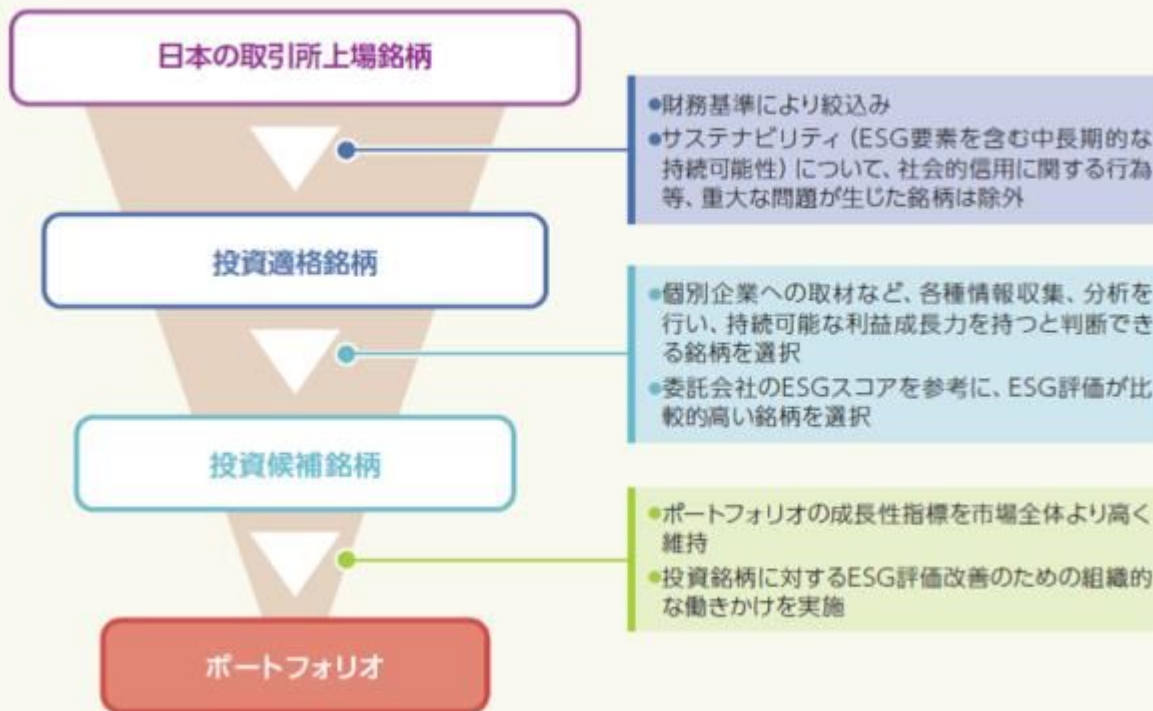 日本の取引所上場銘柄
●財務基準により絞込み
●サステナビリティ（ESG要素を含む中長期的な
持続可能性）について、社会的信用に関する行為
等、重大な問題が生じた銘柄は除外
投資適格銘柄
●個別企業への取材など、各種情報収集、分析を
行い、持続可能な利益成長力を持つと判断でき
る銘柄を選択
●委託会社のESGスコアを参考に、ESG評価が比
較的高い銘柄を選択
投資候補銘柄
●ポートフォリオの成長性指標を市場全体より高く
維持
●投資銘柄に対するESG評価改善のための組織的
な働きかけを実施
ポートフォリオ